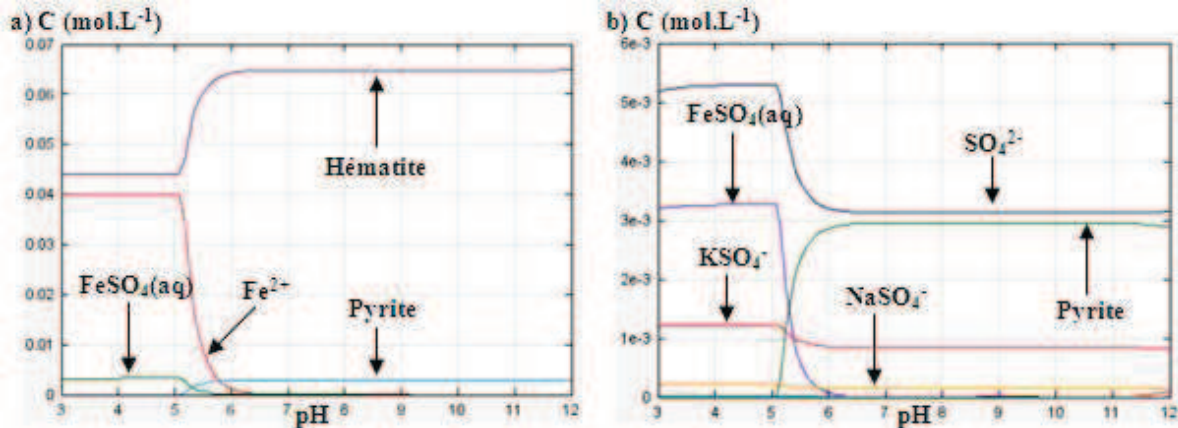 a) C (mol.L⁻¹)
0.07
0.06
0.05
0.04
0.03
0.02
0.01
0
Hématite
FeSO₄(aq)
Fe²⁺
Pyrite
3 4 5 6 7 8 9 10 11 12
pH
b) C (mol.L⁻¹)
6e-3
5e-3
4e-3
3e-3
2e-3
1e-3
0
FeSO₄(aq)
SO₄²⁻
KSO₄⁻
NaSO₄⁻
Pyrite
3 4 5 6 7 8 9 10 11 12
pH